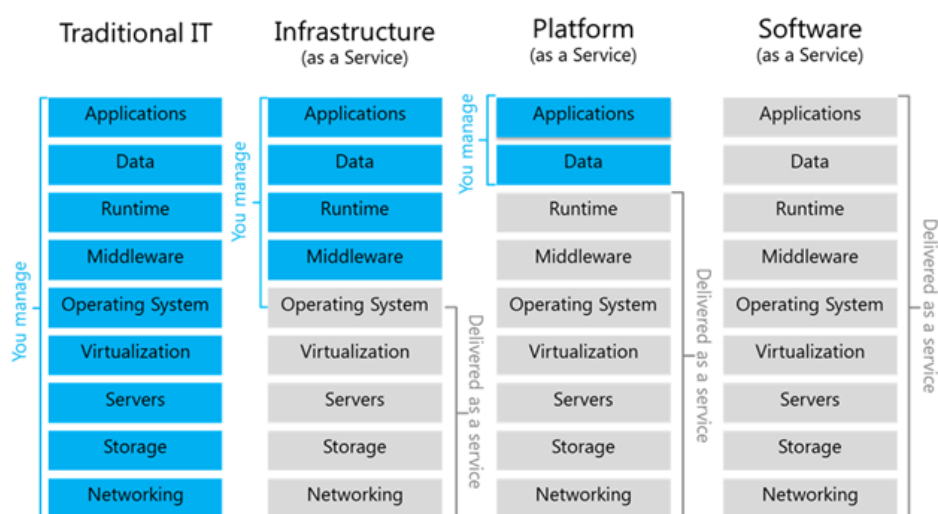 Traditional IT
Infrastructure
(as a Service)
Platform
(as a Service)
Software
(as a Service)
You manage
Applications
Data
Runtime
Middleware
Operating System
Virtualization
Servers
Storage
Networking
You manage
Applications
Data
Runtime
Middleware
Operating System
Virtualization
Servers
Storage
Networking
Delivered as a service
You manage
Applications
Data
Runtime
Middleware
Operating System
Virtualization
Servers
Storage
Networking
Delivered as a service
Applications
Data
Runtime
Middleware
Operating System
Virtualization
Servers
Storage
Networking
Delivered as a service